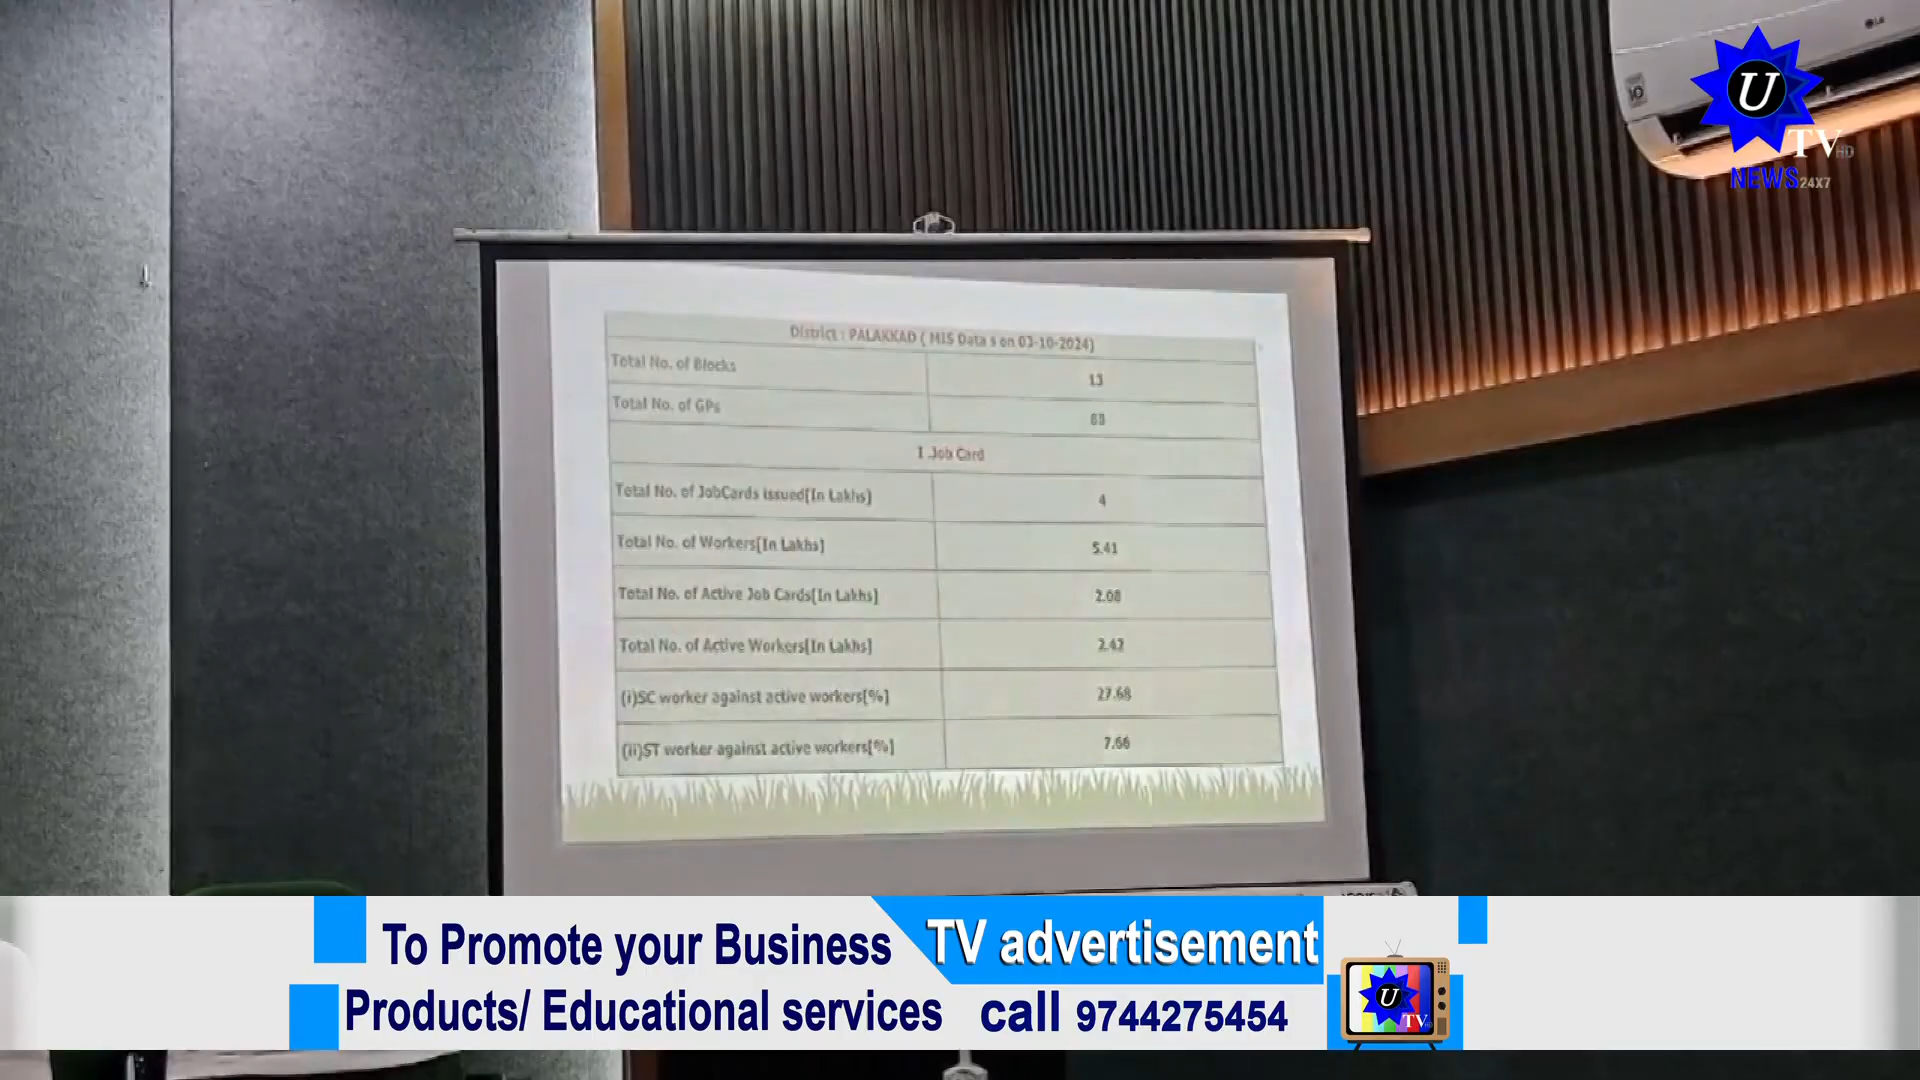 LG
U
TV HD
NEWS 24X7
District : PALAKKAD ( MIS Data s on 03-10-2024)
Total No. of Blocks 13
Total No. of GPs 88
I .Job Card
Total No. of JobCards issued[In Lakhs] 4
Total No. of Workers[In Lakhs] 5.41
Total No. of Active Job Cards[In Lakhs] 2.08
Total No. of Active Workers[In Lakhs] 2.42
(i)SC worker against active workers[%] 27.68
(ii)ST worker against active workers[%] 7.66
To Promote your Business TV advertisement
Products/ Educational services call 9744275454
U
TV